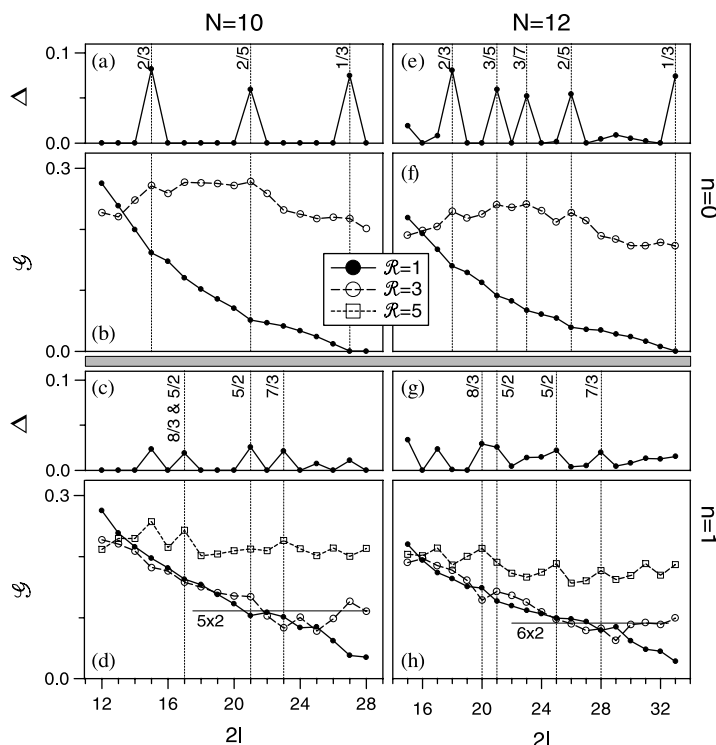 N=10
N=12
0.1
Δ
0.0
(a)
2/3
2/5
1/3
(e)
2/3
3/5
3/7
2/5
1/3
n=0
0.3
𝒢
0.0
(b)
(f)
ℛ=1
ℛ=3
ℛ=5
0.1
Δ
0.0
(c)
8/3 & 5/2
5/2
7/3
(g)
8/3
5/2
5/2
7/3
n=1
0.3
𝒢
0.0
(d)
5x2
(h)
6x2
12 16 20 24 28
16 20 24 28 32
2l
2l